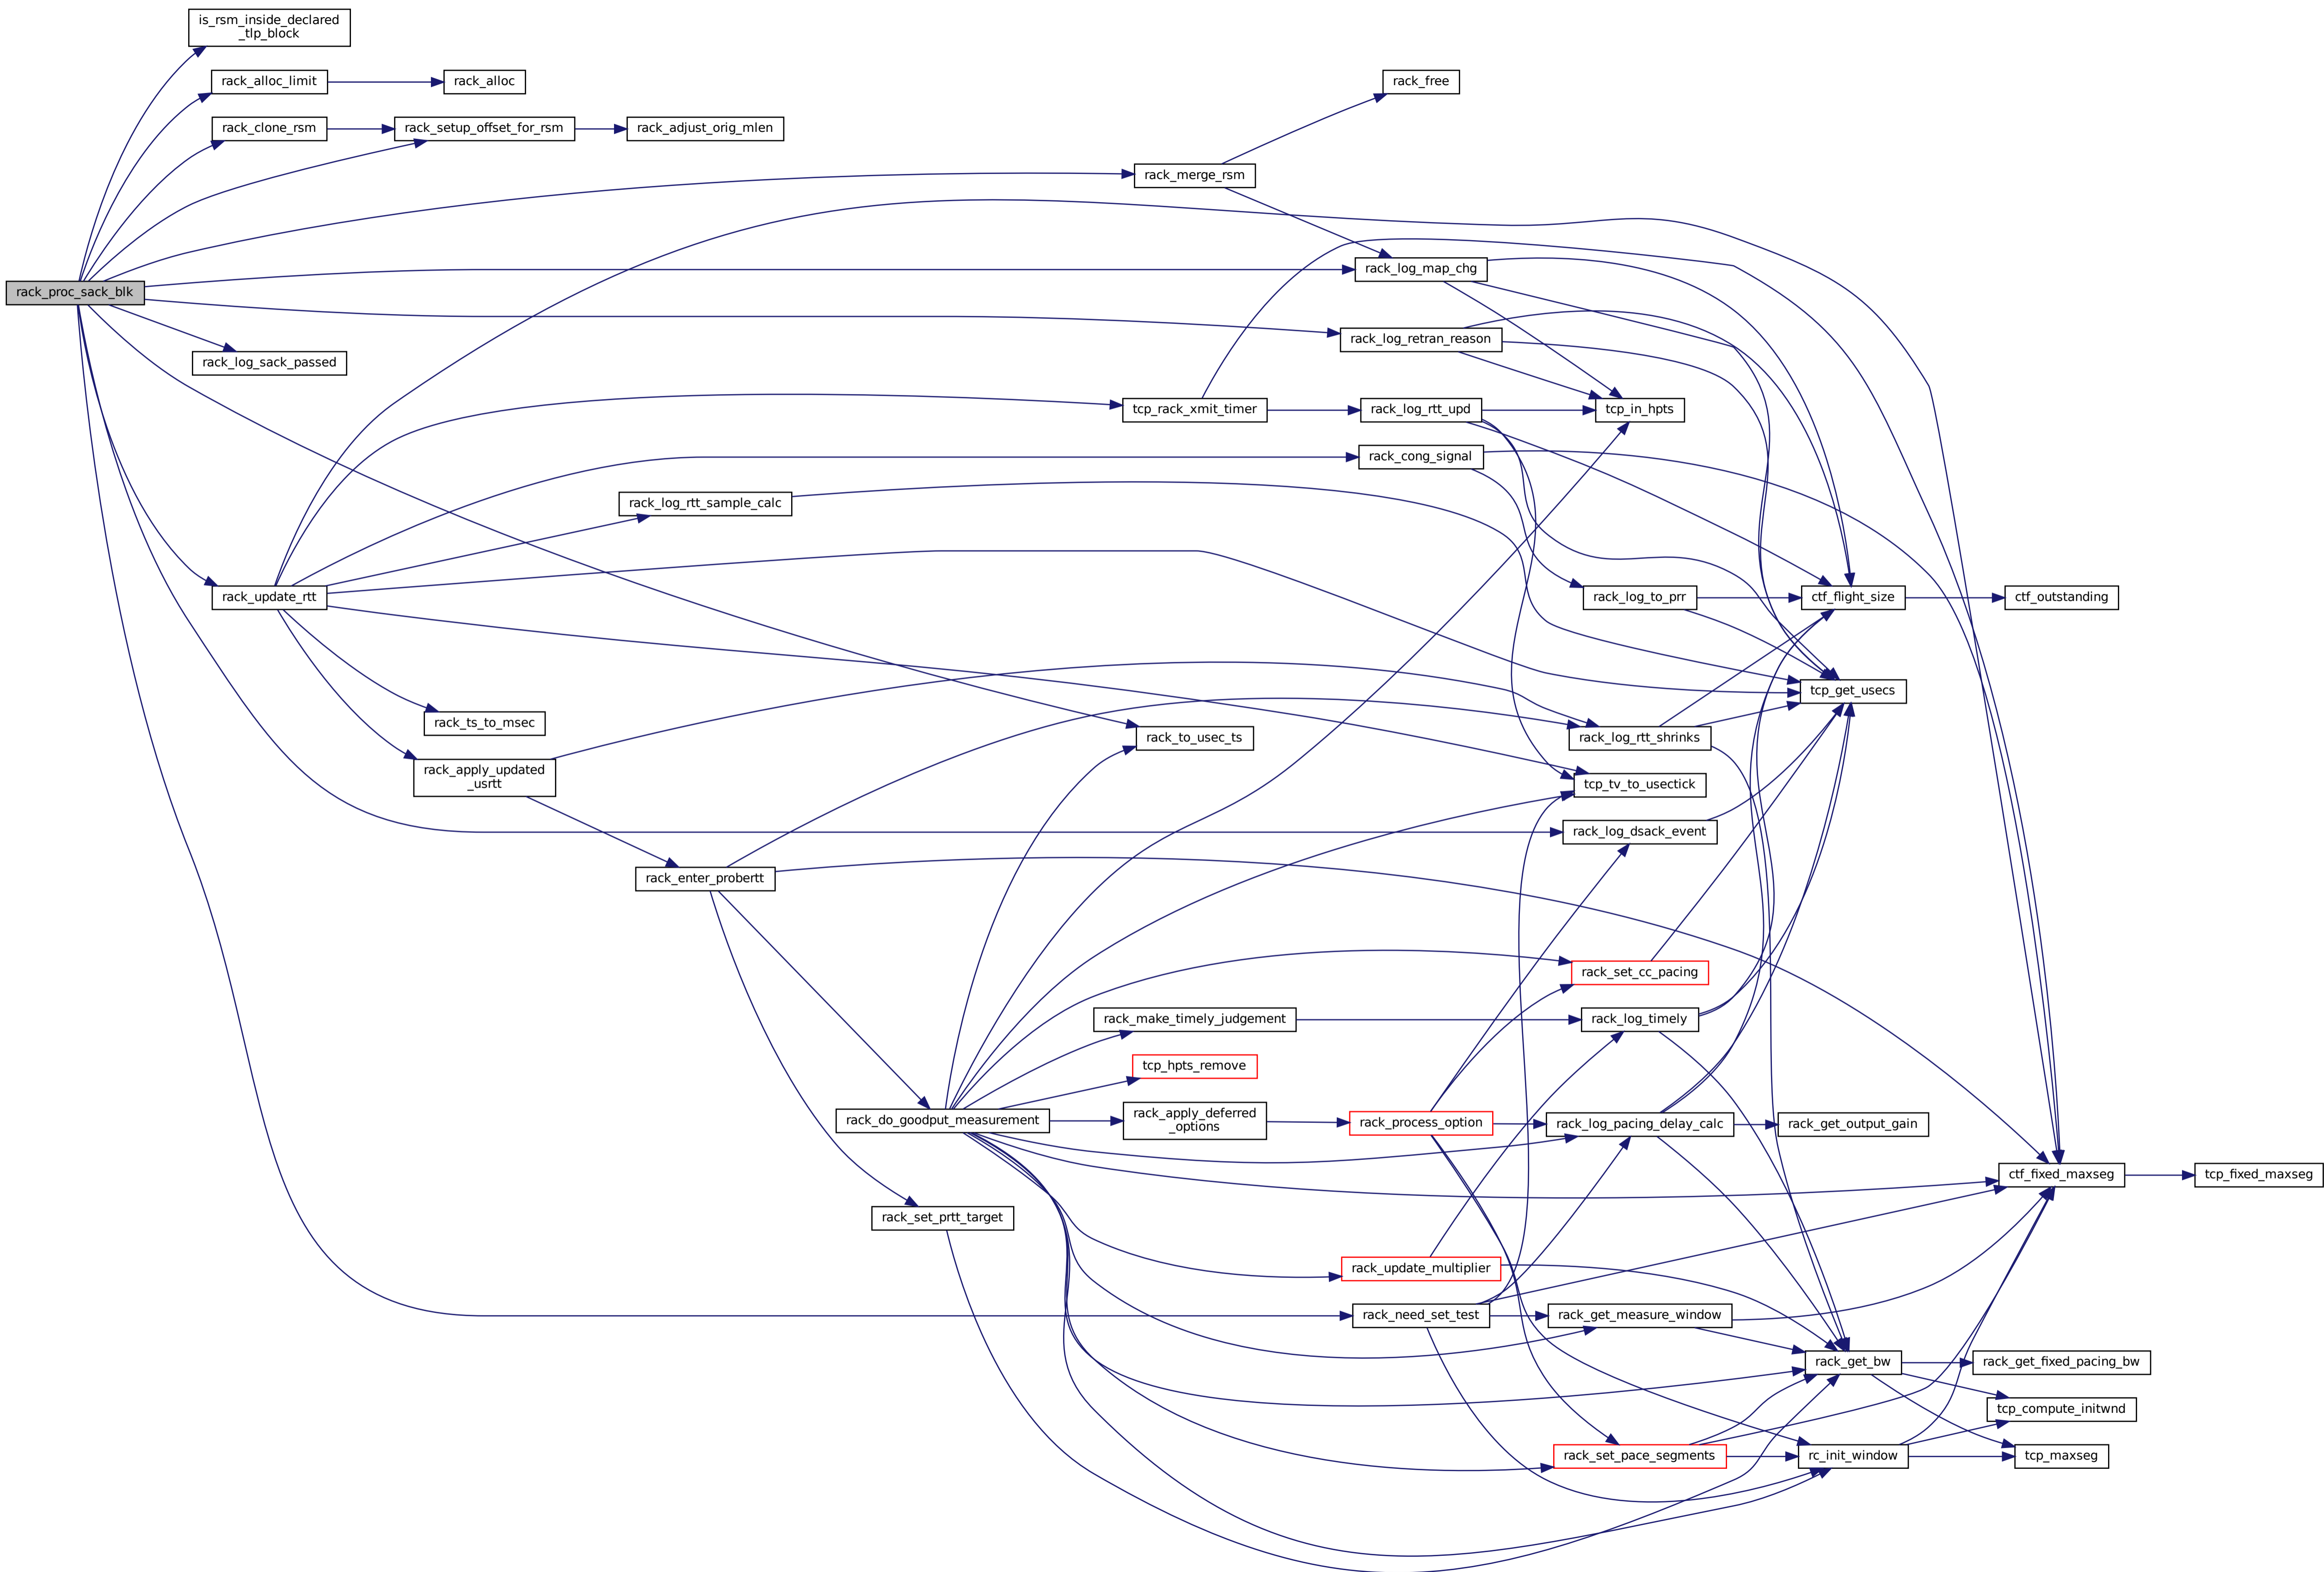 is_rsm_inside_declared
_tlp_block
rack_alloc_limit
rack_alloc
rack_free
rack_clone_rsm
rack_setup_offset_for_rsm
rack_adjust_orig_mlen
rack_merge_rsm
rack_log_map_chg
rack_proc_sack_blk
rack_log_retran_reason
rack_log_sack_passed
tcp_rack_xmit_timer
rack_log_rtt_upd
tcp_in_hpts
rack_cong_signal
rack_log_rtt_sample_calc
rack_update_rtt
rack_log_to_prr
ctf_flight_size
ctf_outstanding
tcp_get_usecs
rack_ts_to_msec
rack_to_usec_ts
rack_log_rtt_shrinks
rack_apply_updated
_usrtt
tcp_tv_to_usectick
rack_log_dsack_event
rack_enter_probertt
rack_set_cc_pacing
rack_make_timely_judgement
rack_log_timely
tcp_hpts_remove
rack_do_goodput_measurement
rack_apply_deferred
_options
rack_process_option
rack_log_pacing_delay_calc
rack_get_output_gain
ctf_fixed_maxseg
tcp_fixed_maxseg
rack_set_prtt_target
rack_update_multiplier
rack_need_set_test
rack_get_measure_window
rack_get_bw
rack_get_fixed_pacing_bw
tcp_compute_initwnd
rack_set_pace_segments
rc_init_window
tcp_maxseg